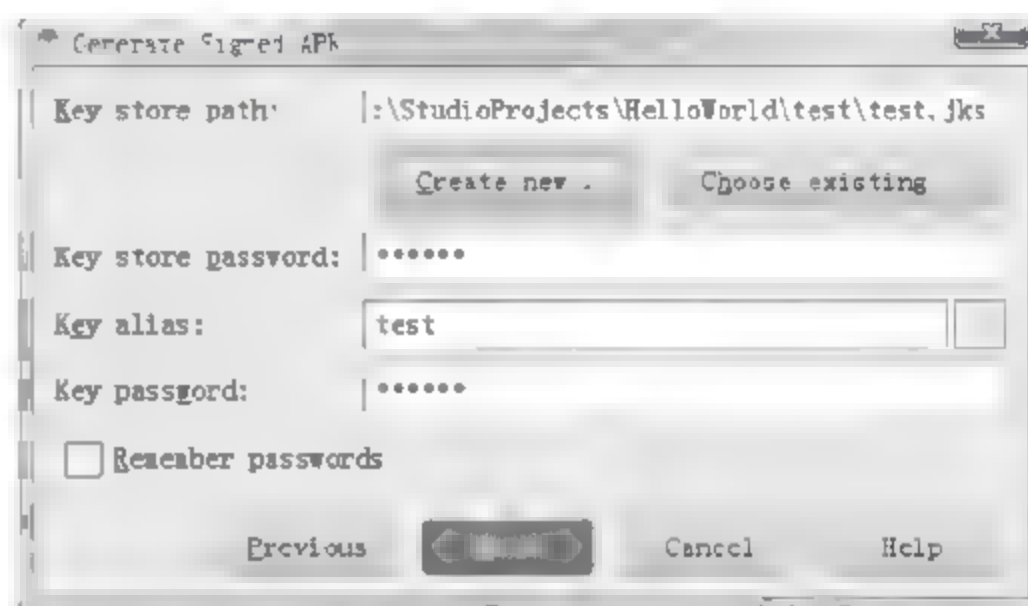 Generate Signed APK
Key store path: :\StudioProjects\HelloWorld\test\test.jks
Create new . Choose existing
Key store password: ••••••
Key alias: test
Key password: ••••••
Remember passwords
Previous Cancel Help